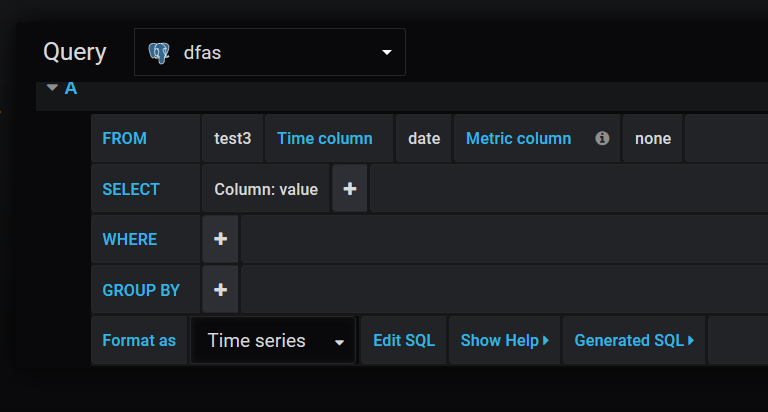 Query dfas
A
FROM test3 Time column date Metric column none
SELECT Column: value +
WHERE +
GROUP BY +
Format as Time series Edit SQL Show Help Generated SQL